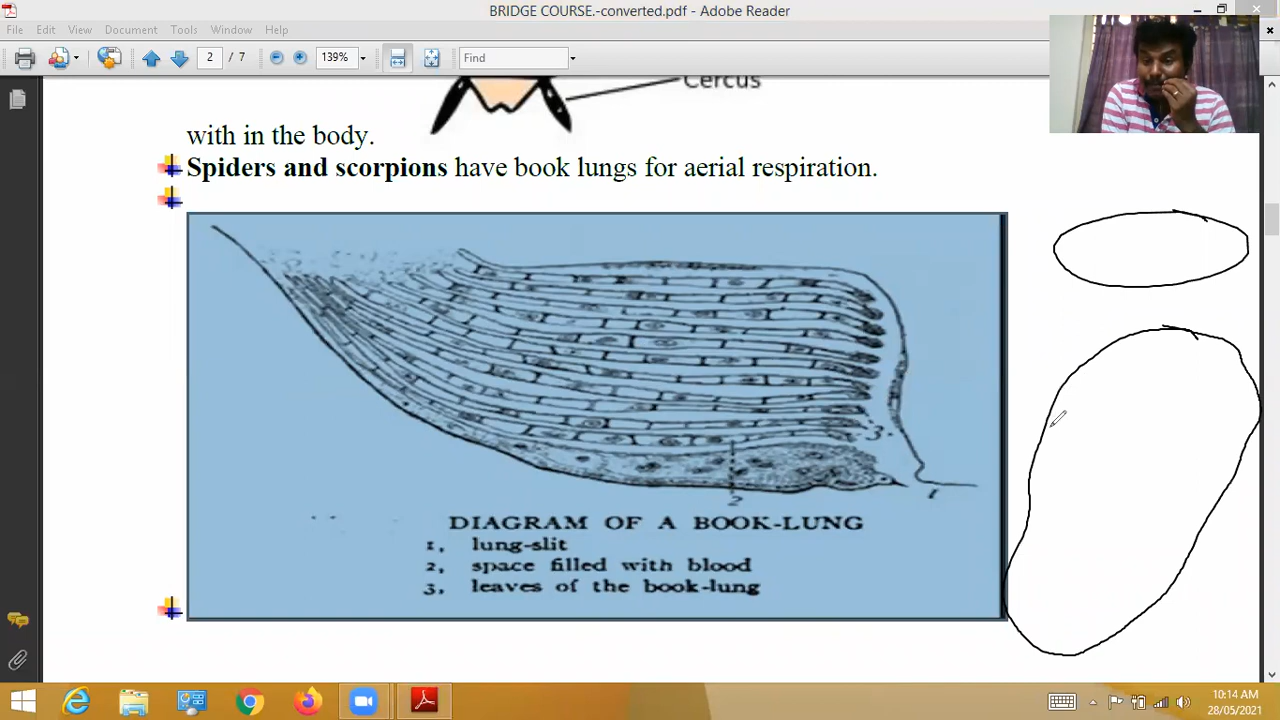 BRIDGE COURSE.-converted.pdf - Adobe Reader
File Edit View Document Tools Window Help
2 / 7 139% Find
Cercus
with in the body.
Spiders and scorpions have book lungs for aerial respiration.
3.
2
1
DIAGRAM OF A BOOK-LUNG
1, lung-slit
2, space filled with blood
3, leaves of the book-lung
10:14 AM
28/05/2021